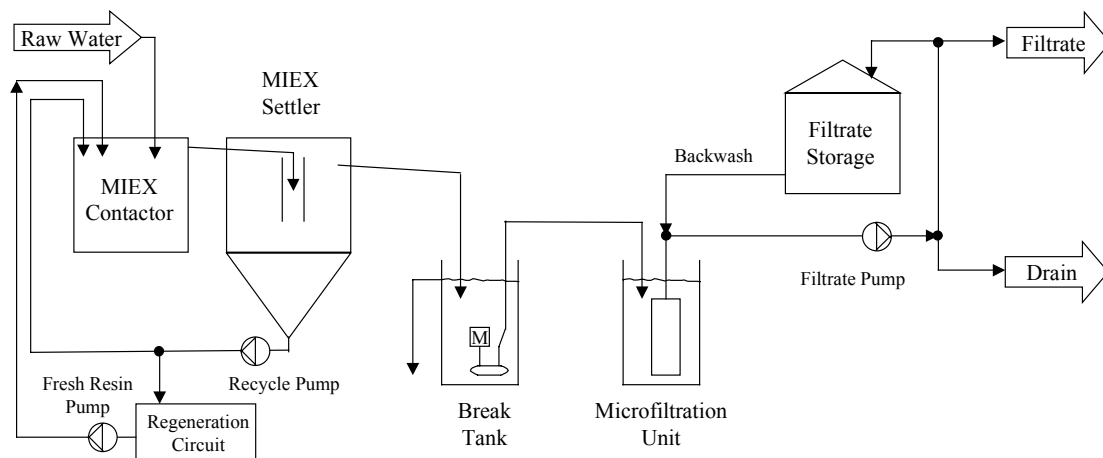 Raw Water
MIEX
Settler
MIEX
Contactor
Fresh Resin
Pump
Regeneration
Circuit
Recycle Pump
M
Break
Tank
Microfiltration
Unit
Backwash
Filtrate
Storage
Filtrate Pump
Filtrate
Drain